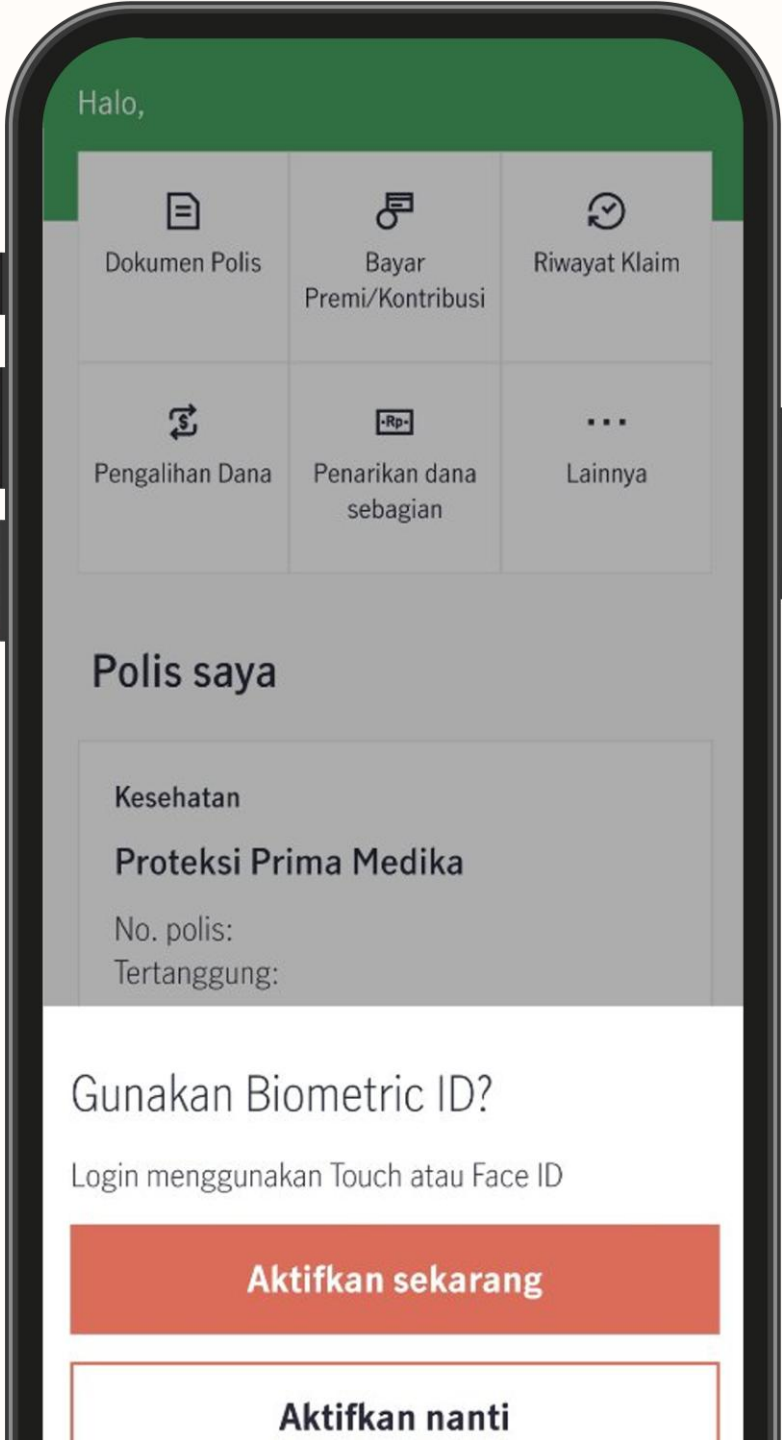 Halo,
Dokumen Polis
Bayar
Premi/Kontribusi
Riwayat Klaim
Pengalihan Dana
-Rp-
Penarikan dana
sebagian
Lainnya
Polis saya
Kesehatan
Proteksi Prima Medika
No. polis:
Tertanggung:
Gunakan Biometric ID?
Login menggunakan Touch atau Face ID
Aktifkan sekarang
Aktifkan nanti